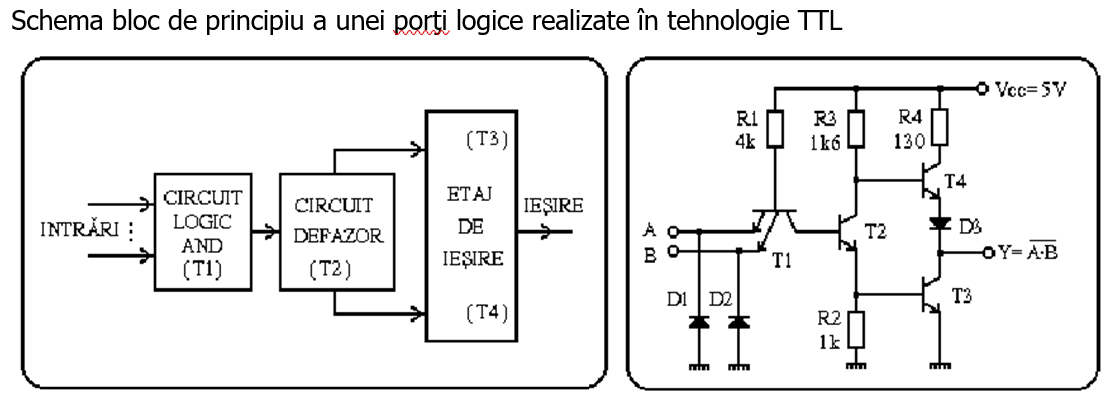 Schema bloc de principiu a unei porți logice realizate în tehnologie TTL
INTRĂRI
CIRCUIT
LOGIC
AND
(T1)
CIRCUIT
DEFAZOR
(T2)
(T3)
ETAJ
DE
IEȘIRE
(T4)
IEȘIRE
Vcc= 5V
R1
4k
R3
1k6
R4
130
T4
A
B
T1
T2
D3
Y= A·B
D1
D2
T3
R2
1k